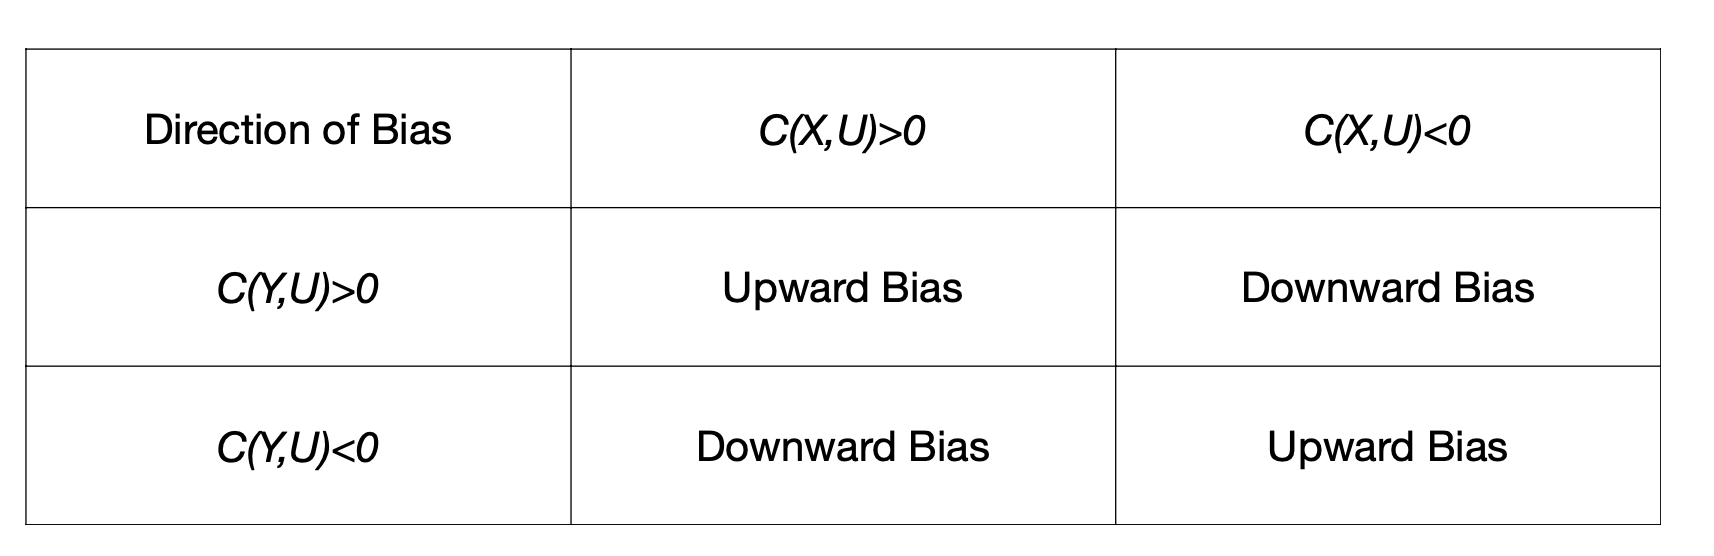 Direction of Bias
C(X,U)>0
C(X,U)<0
C(Y,U)>0
Upward Bias
Downward Bias
C(Y,U)<0
Downward Bias
Upward Bias